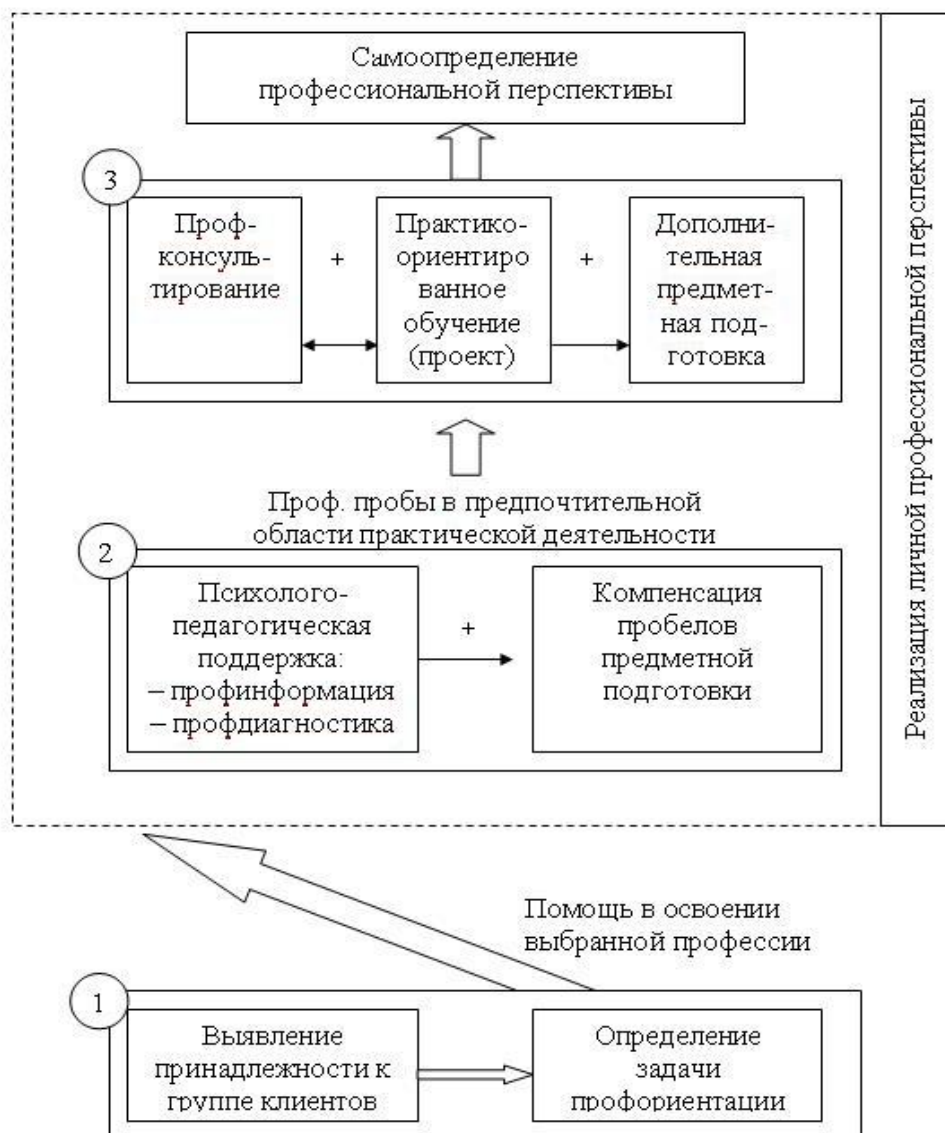 Самоопределение
профессиональной перспективы
3
Проф-
консуль-
тирование
+
Практико-
ориентиро
ванное
обучение
(проект)
+
Дополни-
тельная
предмет-
ная под-
готовка
Проф. пробы в предпочтительной
области практической деятельности
2
Психолого-
педагогическая
поддержка:
– профинформация
– профдиагностика
+
Компенсация
пробелов
предметной
подготовки
Реализация личной профессиональной перспективы
Помощь в освоении
выбранной профессии
1
Выявление
принадлежности к
группе клиентов
Определение
задачи
профориентации